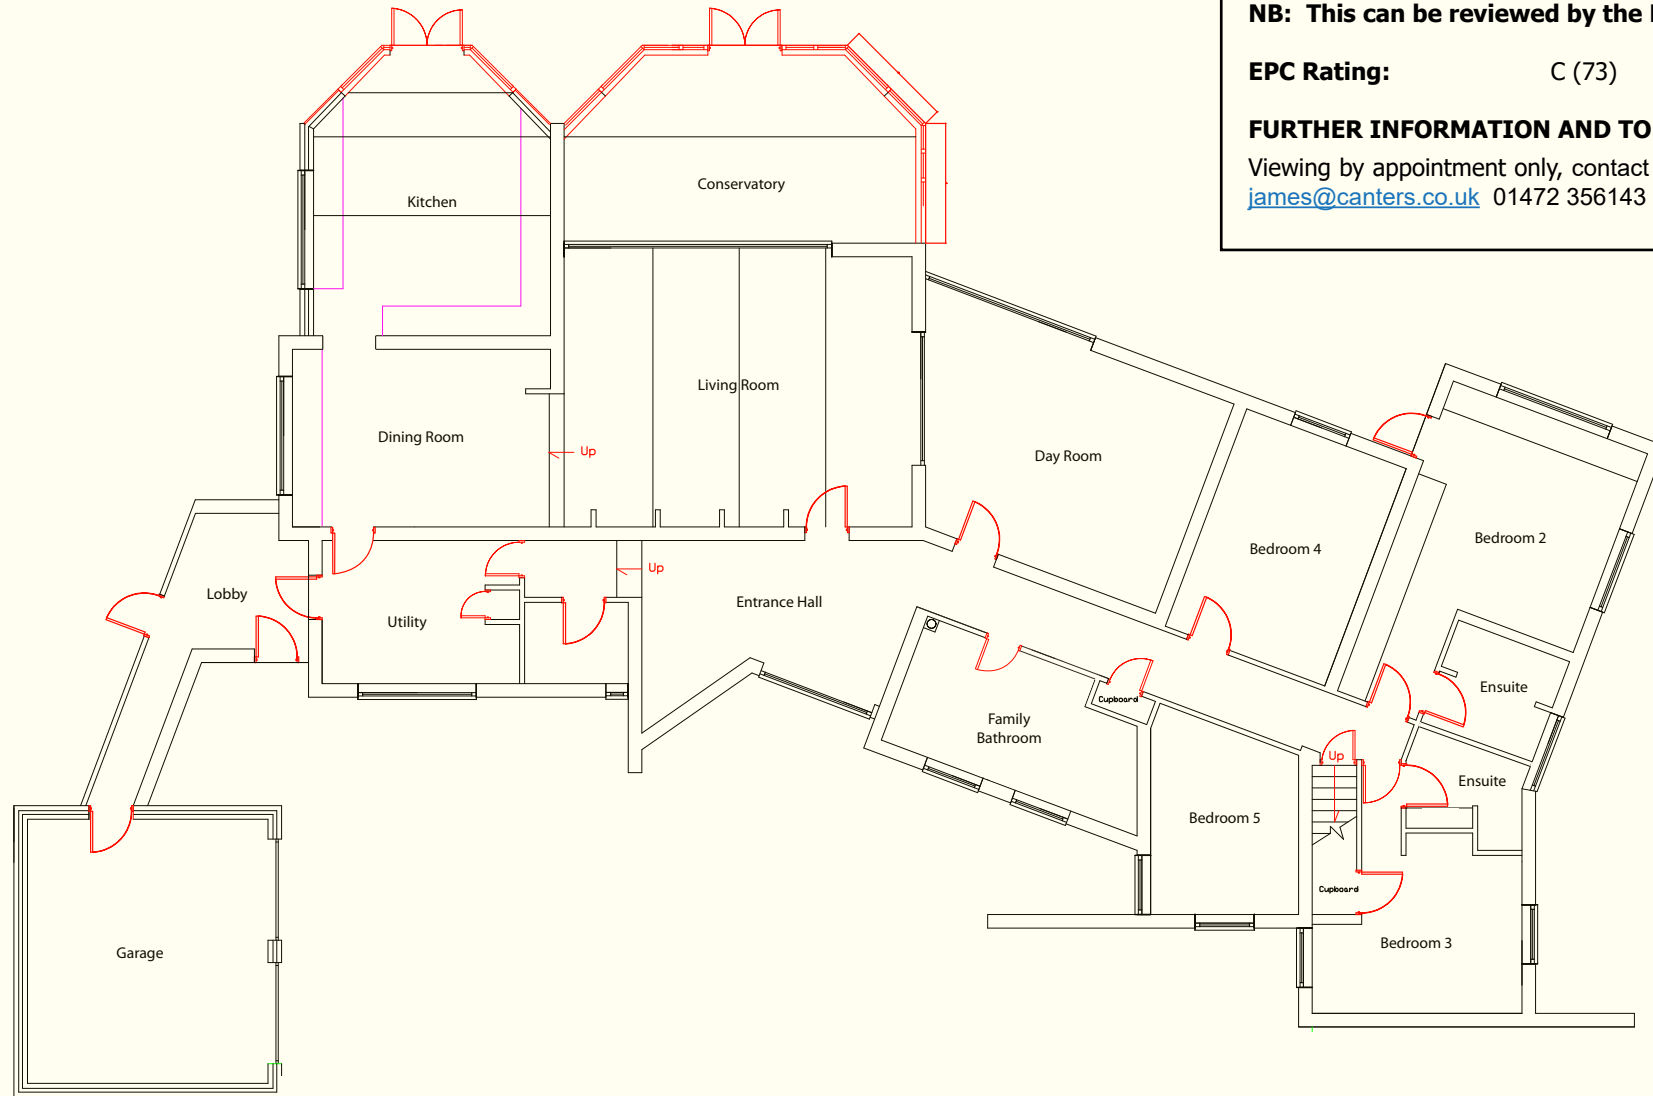 NB: This can be reviewed by the
EPC Rating: C (73)
FURTHER INFORMATION AND TO
Viewing by appointment only, contact
james@canters.co.uk 01472 356143
Kitchen
Conservatory
Living Room
Dining Room
Up
Day Room
Bedroom 4
Bedroom 2
Lobby
Utility
Up
Entrance Hall
Ensuite
Cupboard
Family
Bathroom
Up
Ensuite
Bedroom 5
Cupboard
Garage
Bedroom 3